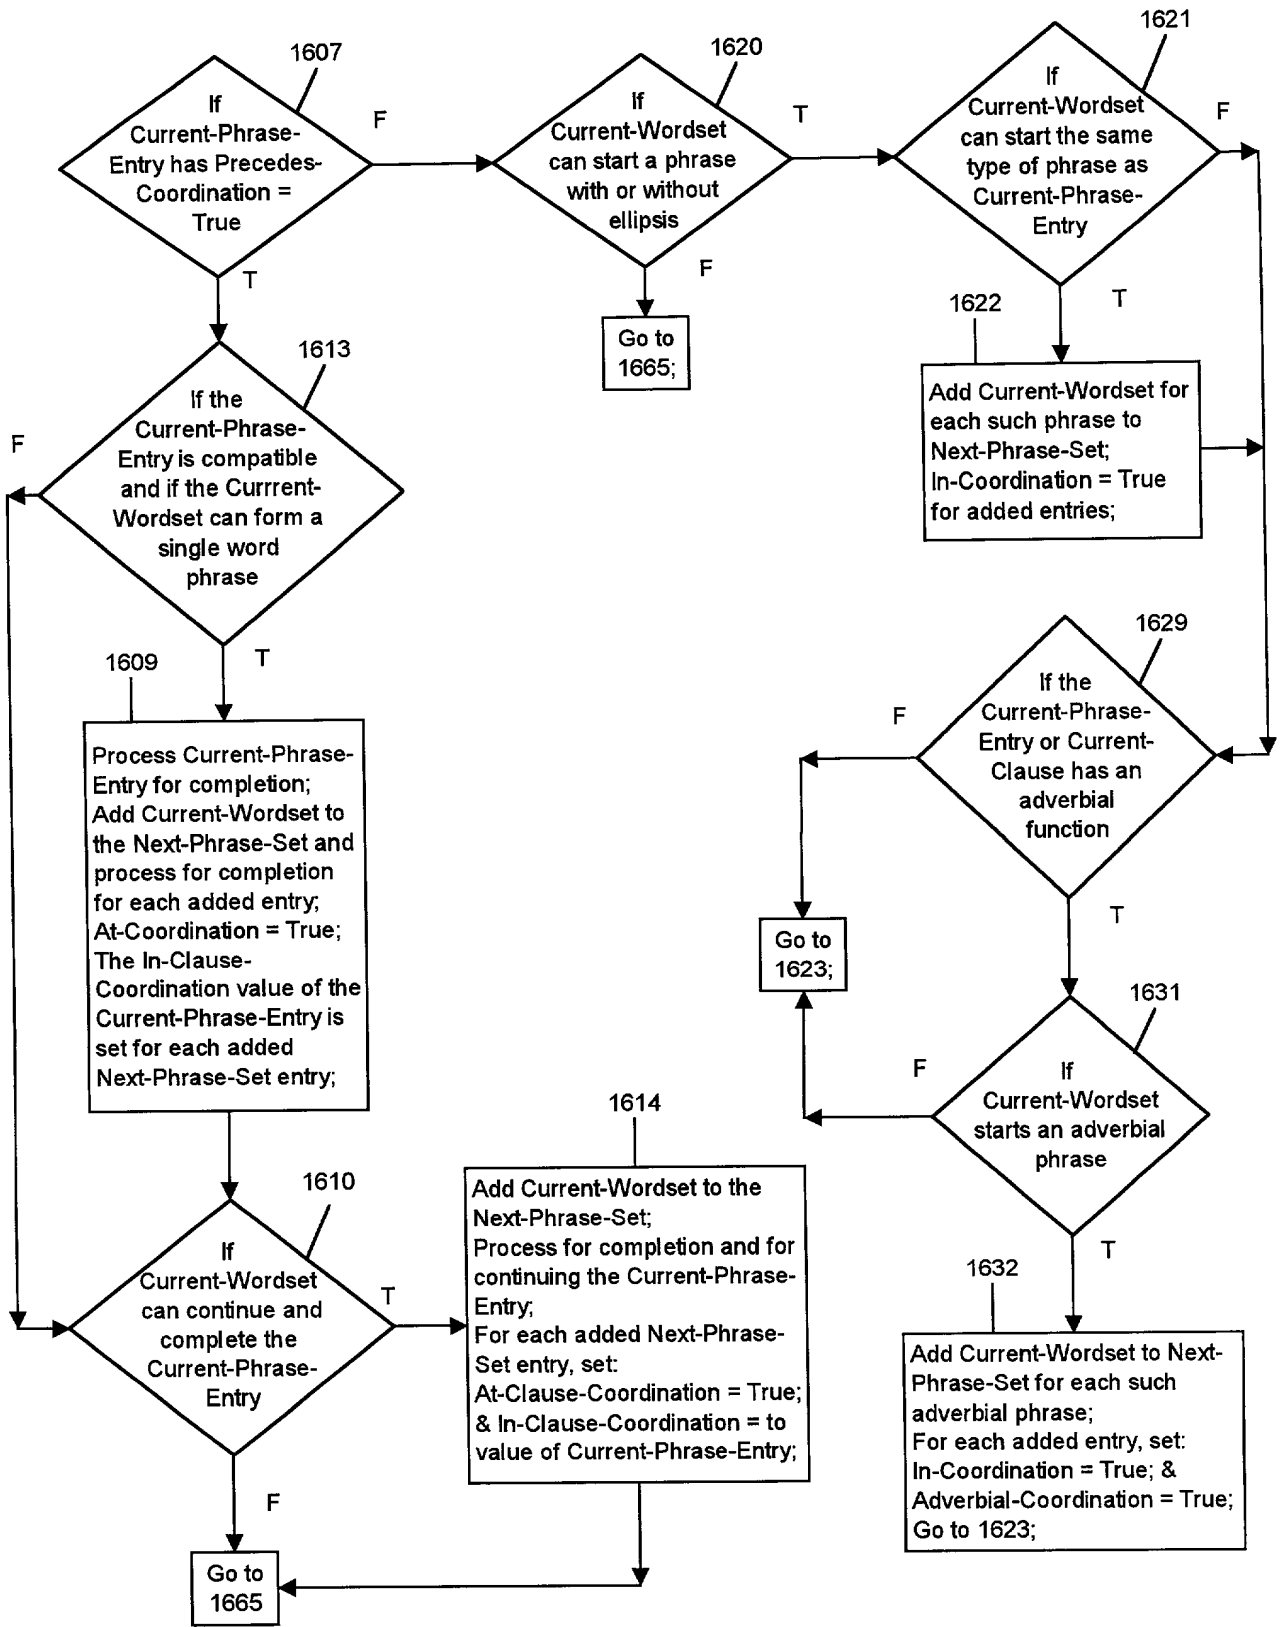 1607
If
Current-Phrase-
Entry has Precedes-
Coordination =
True
F
T
1620
If
Current-Wordset
can start a phrase
with or without
ellipsis
T
F
Go to
1665;
1621
If
Current-Wordset
can start the same
type of phrase as
Current-Phrase-
Entry
F
T
1622
Add Current-Wordset for
each such phrase to
Next-Phrase-Set;
In-Coordination = True
for added entries;
1613
If the
Current-Phrase-
Entry is compatible
and if the Currrent-
Wordset can form a
single word
phrase
F
T
1609
Process Current-Phrase-
Entry for completion;
Add Current-Wordset to
the Next-Phrase-Set and
process for completion
for each added entry;
At-Coordination = True;
The In-Clause-
Coordination value of the
Current-Phrase-Entry is
set for each added
Next-Phrase-Set entry;
1610
If
Current-Wordset
can continue and
complete the
Current-Phrase-
Entry
T
F
Go to
1665
1614
Add Current-Wordset to the
Next-Phrase-Set;
Process for completion and for
continuing the Current-Phrase-
Entry;
For each added Next-Phrase-
Set entry, set:
At-Clause-Coordination = True;
& In-Clause-Coordination = to
value of Current-Phrase-Entry;
1629
If the
Current-Phrase-
Entry or Current-
Clause has an
adverbial
function
F
T
Go to
1623;
1631
If
Current-Wordset
starts an adverbial
phrase
F
T
1632
Add Current-Wordset to Next-
Phrase-Set for each such
adverbial phrase;
For each added entry, set:
In-Coordination = True; &
Adverbial-Coordination = True;
Go to 1623;